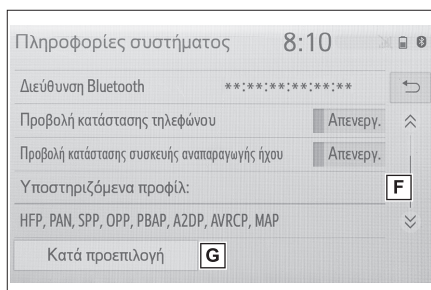 Πληροφορίες συστήματος 8:10
Διεύθυνση Bluetooth **:**:**:**:**:**
Προβολή κατάστασης τηλεφώνου Απενεργ.
Προβολή κατάστασης συσκευής αναπαραγωγής ήχου Απενεργ.
Υποστηριζόμενα προφίλ: F
HFP, PAN, SPP, OPP, PBAP, A2DP, AVRCP, MAP
Κατά προεπιλογή G